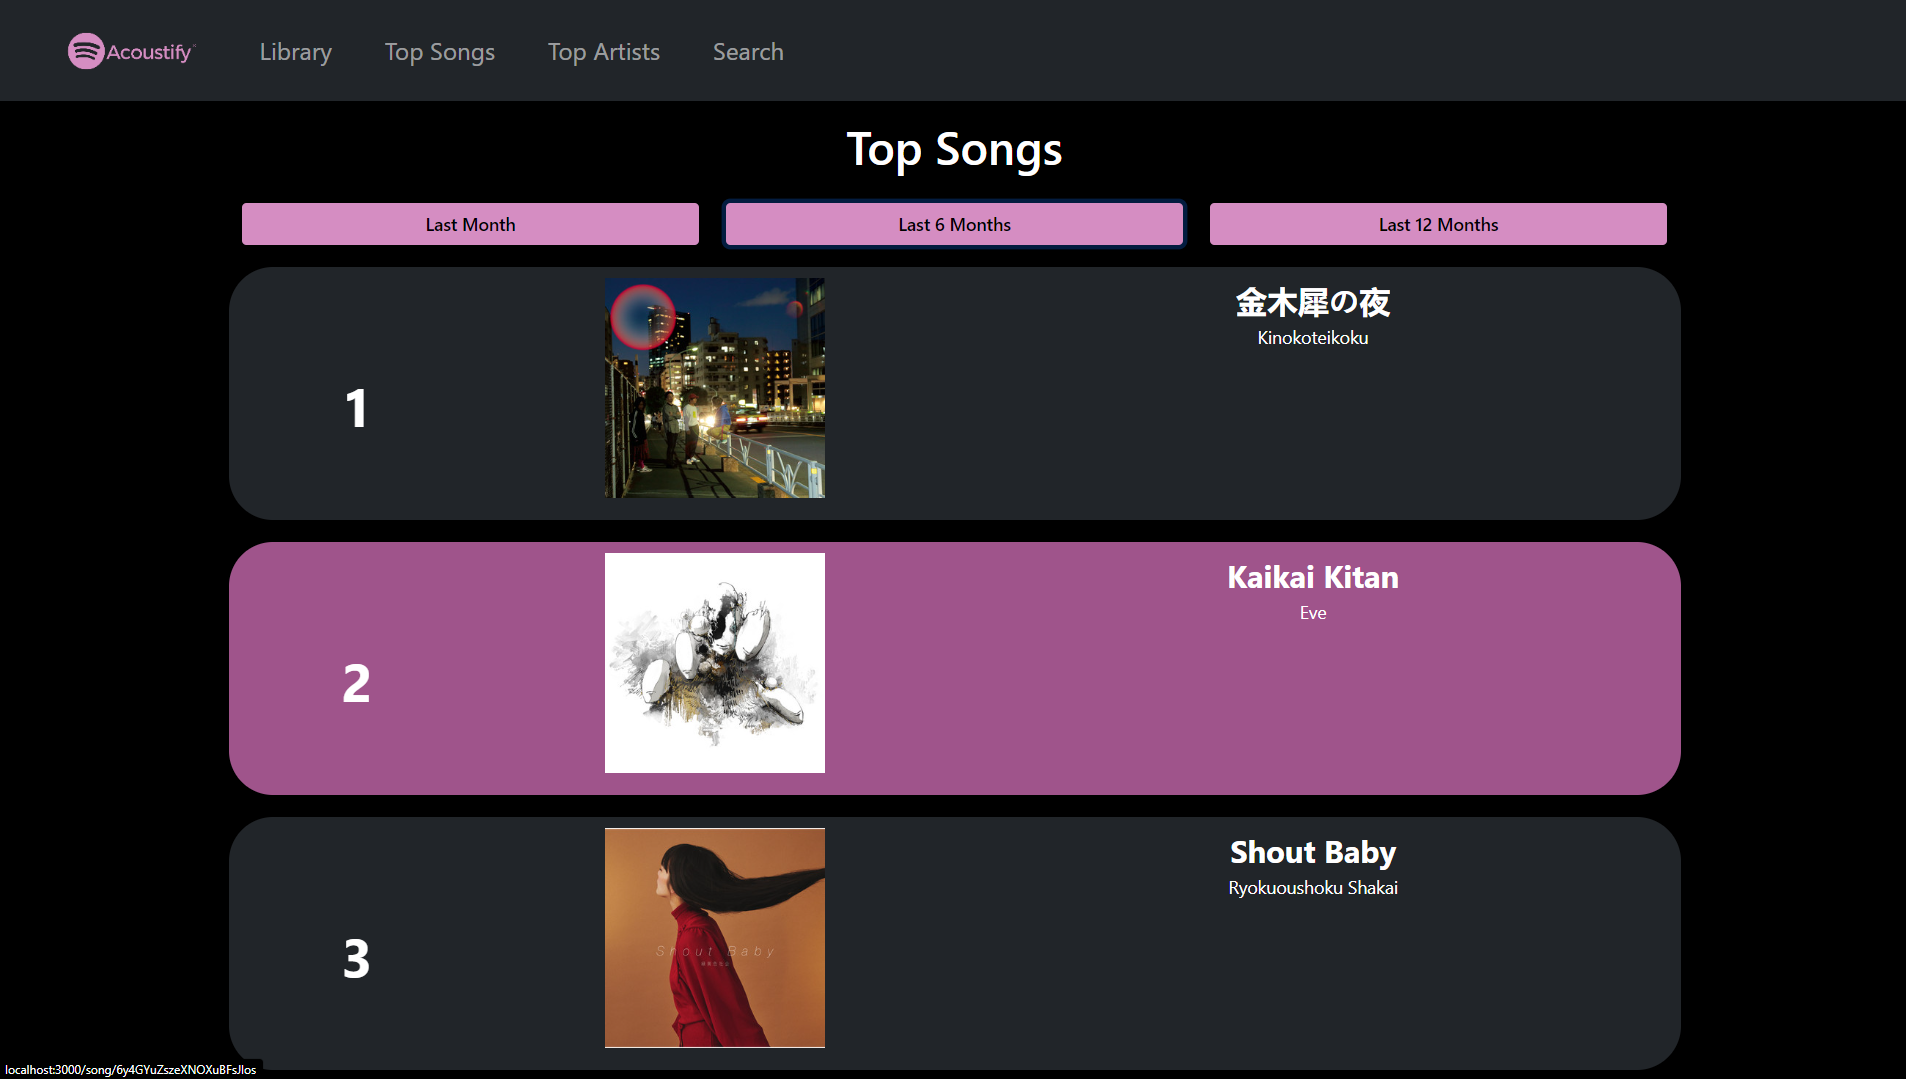 Acoustify
Library
Top Songs
Top Artists
Search
Top Songs
Last Month
Last 6 Months
Last 12 Months
1
金木犀の夜
Kinokoteikoku
2
Kaikai Kitan
Eve
3
Shout Baby
Shout Baby
Ryokuoushoku Shakai
localhost:3000/song/6y4GYuZszeXNOXuBFsJlos